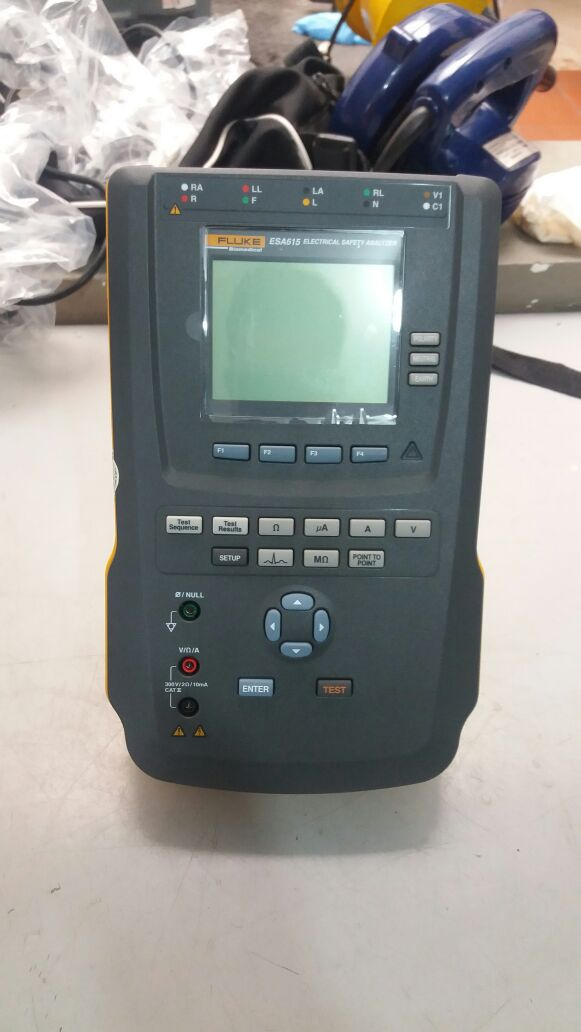 RA LL LA RL V1
R F L N C1
FLUKE ESA615 ELECTRICAL SAFETY ANALYZER
Biomedical
NEUTRAL
EARTH
F1 F2 F3 F4
Test Sequence
Test Results
Ω μA A V
SETUP MΩ POINT TO POINT
Ø / NULL
V/Ω/A
300V/2Ω/10mA
CAT II
ENTER TEST